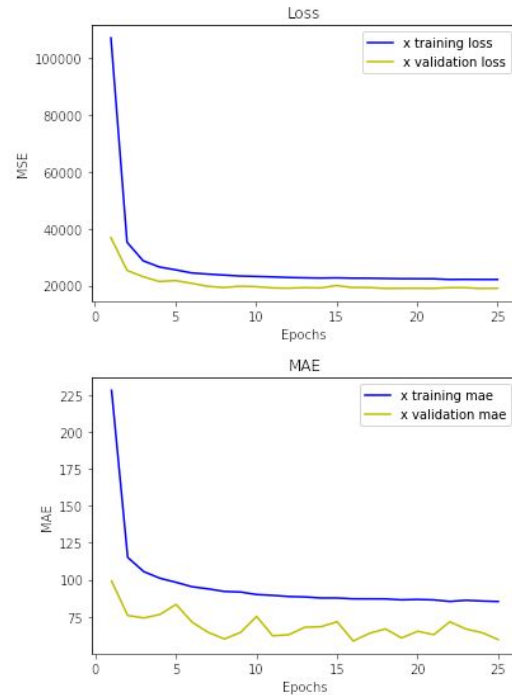 Loss
x training loss
x validation loss
100000
80000
60000
40000
20000
MSE
0 5 10 15 20 25
Epochs
MAE
x training mae
x validation mae
225
200
175
150
125
100
75
MAE
0 5 10 15 20 25
Epochs